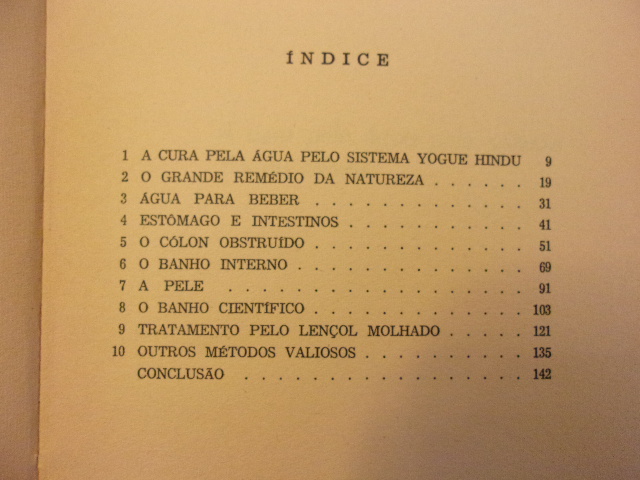 ÍNDICE
1 A CURA PELA ÁGUA PELO SISTEMA YOGUE HINDU 9
2 O GRANDE REMÉDIO DA NATUREZA . . . . . . 19
3 ÁGUA PARA BEBER . . . . . . . . . . . . . 31
4 ESTÔMAGO E INTESTINOS . . . . . . . . . . . 41
5 O CÓLON OBSTRUÍDO . . . . . . . . . . . . . 51
6 O BANHO INTERNO . . . . . . . . . . . . . . 69
7 A PELE . . . . . . . . . . . . . . . . . . 91
8 O BANHO CIENTÍFICO . . . . . . . . . . . . . 103
9 TRATAMENTO PELO LENÇOL MOLHADO . . . . . 121
10 OUTROS MÉTODOS VALIOSOS . . . . . . . . . . 135
CONCLUSÃO . . . . . . . . . . . . . . . . . 142